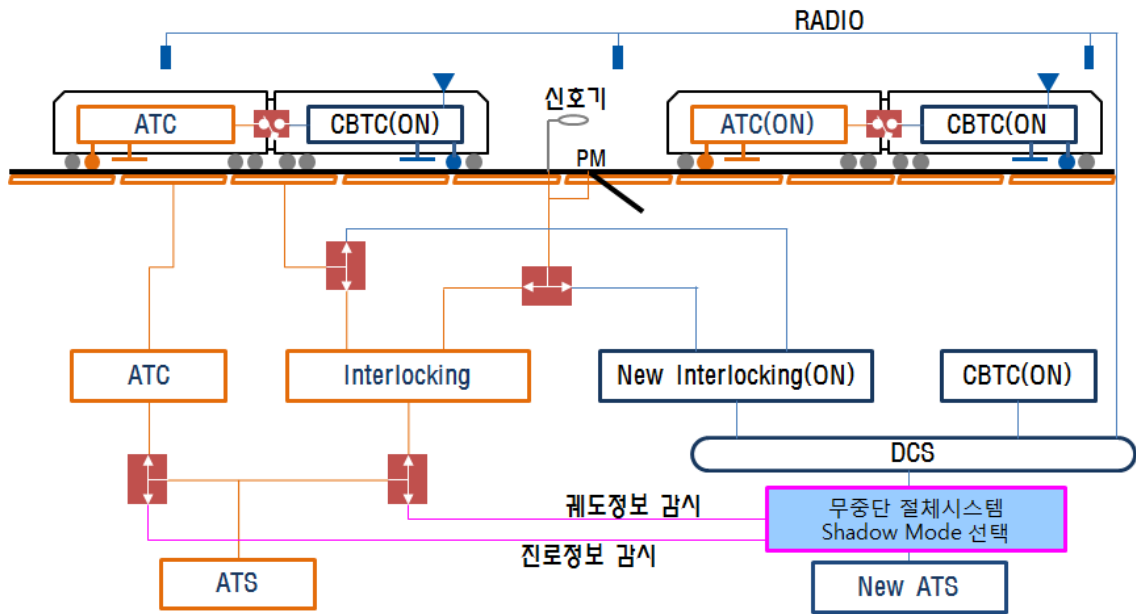 RADIO
ATC
CBTC(ON)
신호기
PM
ATC(ON)
CBTC(ON
ATC
Interlocking
New Interlocking(ON)
CBTC(ON)
DCS
궤도정보 감시
무중단 절체시스템
Shadow Mode 선택
진로정보 감시
ATS
New ATS